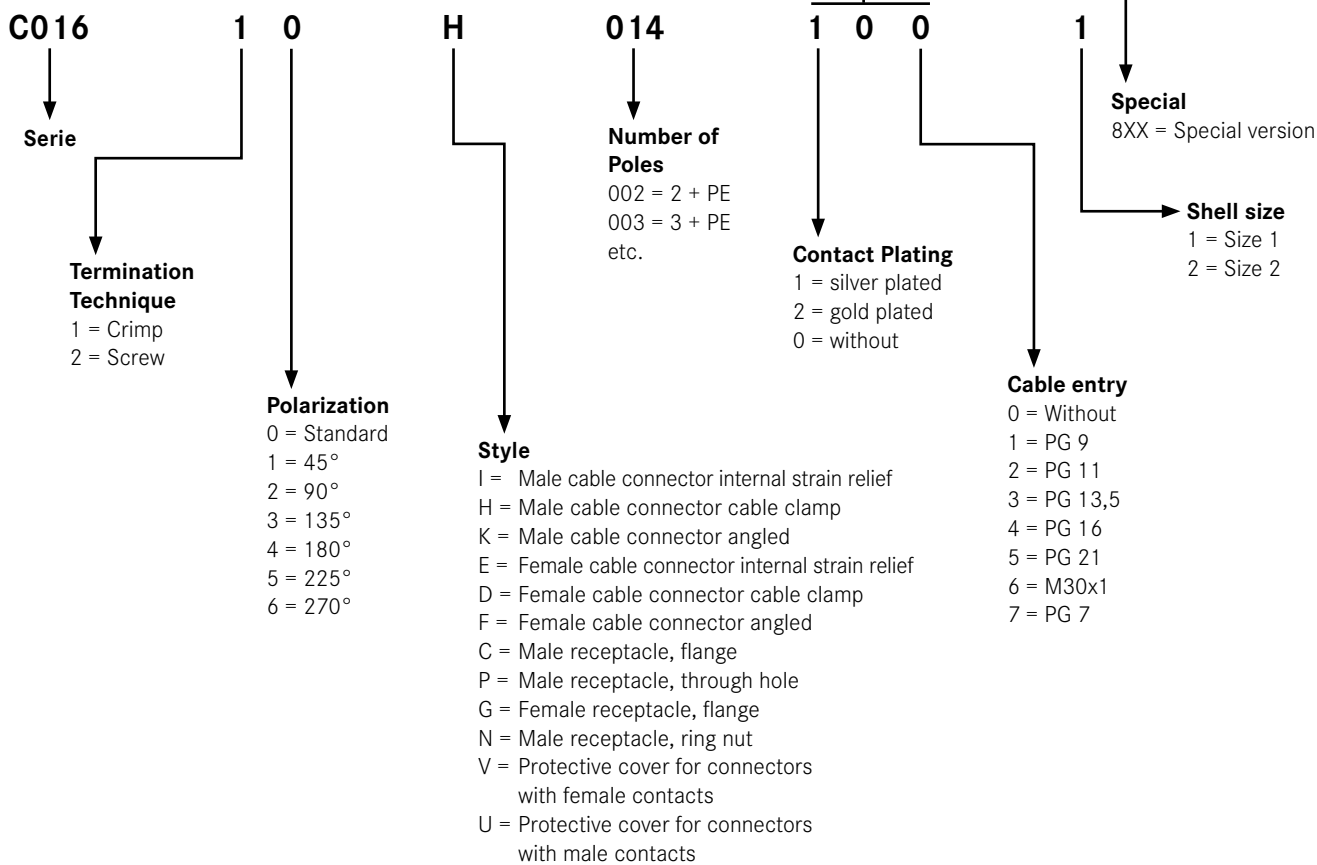 C016 1 0 H 014 1 0 0 1
Serie
Termination
Technique
1 = Crimp
2 = Screw
Polarization
0 = Standard
1 = 45°
2 = 90°
3 = 135°
4 = 180°
5 = 225°
6 = 270°
Style
I = Male cable connector internal strain relief
H = Male cable connector cable clamp
K = Male cable connector angled
E = Female cable connector internal strain relief
D = Female cable connector cable clamp
F = Female cable connector angled
C = Male receptacle, flange
P = Male receptacle, through hole
G = Female receptacle, flange
N = Male receptacle, ring nut
V = Protective cover for connectors
with female contacts
U = Protective cover for connectors
with male contacts
Number of
Poles
002 = 2 + PE
003 = 3 + PE
etc.
Contact Plating
1 = silver plated
2 = gold plated
0 = without
Cable entry
0 = Without
1 = PG 9
2 = PG 11
3 = PG 13,5
4 = PG 16
5 = PG 21
6 = M30x1
7 = PG 7
Shell size
1 = Size 1
2 = Size 2
Special
8XX = Special version